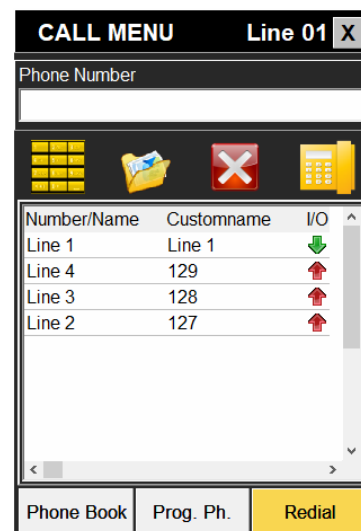 CALL MENU Line 01 X
Phone Number
Number/Name Customname I/O
Line 1 Line 1
Line 4 129
Line 3 128
Line 2 127
Phone Book Prog. Ph. Redial